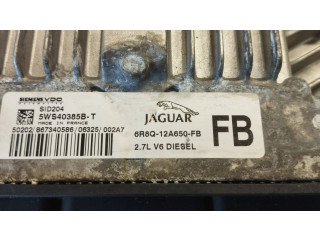 SIEMENS VDO
SID204
5WS40385B-T
MADE IN FRANCE
50202/867340586/06325/002A7
JAGUAR
6R8Q-12A650-FB
2.7L V6 DIESEL
FB